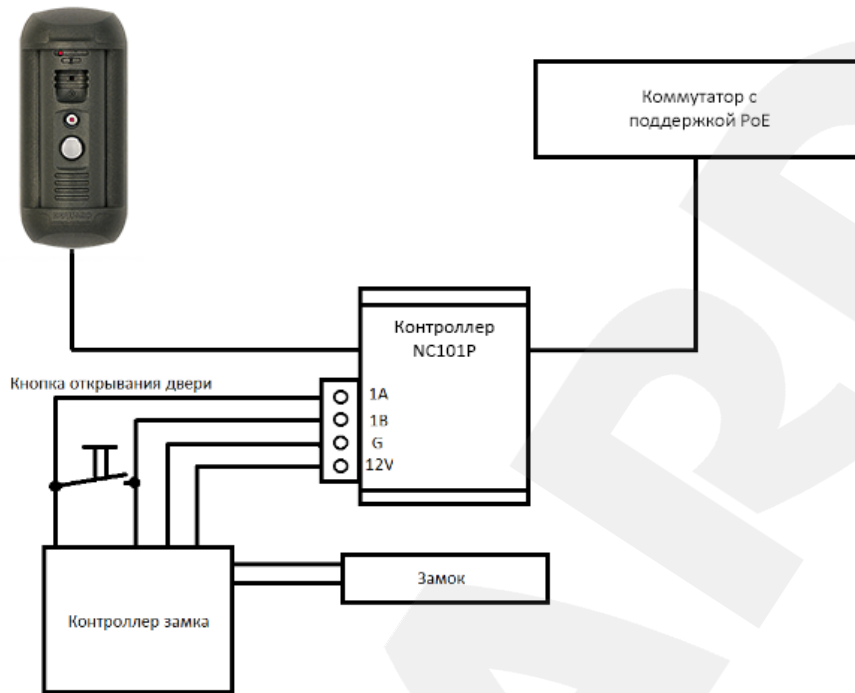 Коммутатор с
поддержкой PoE
Контроллер
NC101P
Кнопка открывания двери
1A
1B
G
12V
Замок
Контроллер замка